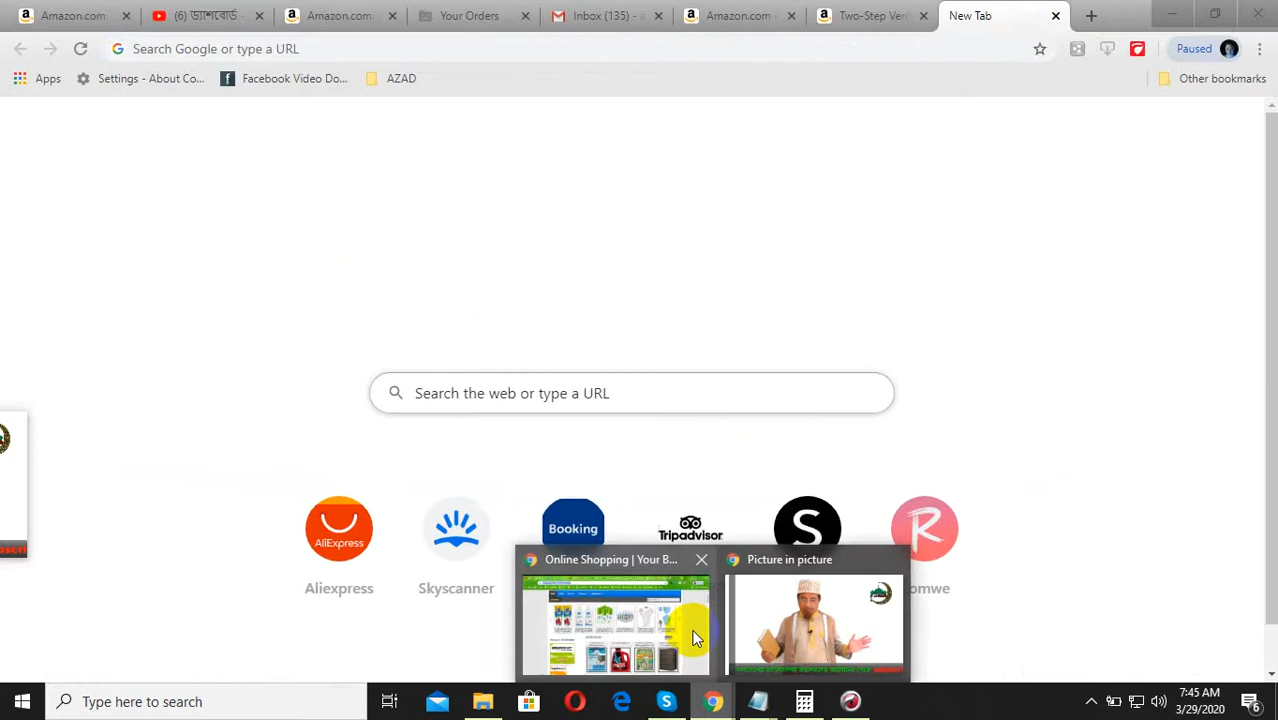 Amazon.com
(6) ড্যাশবোর্ড -
Amazon.com
Your Orders
Inbox (135) - a
Amazon.com
Two-Step Ver
New Tab
Search Google or type a URL
Paused
Apps
Settings - About Co...
Facebook Video Do...
AZAD
Other bookmarks
Search the web or type a URL
AliExpress
Booking
Tripadvisor
S
R
Aliexpress
Skyscanner
omwe
Online Shopping | Your B...
Picture in picture
Type here to search
7:45 AM
3/29/2020
6